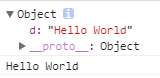 ▼ Object i
d: "Hello World"
▶ __proto__: Object
Hello World